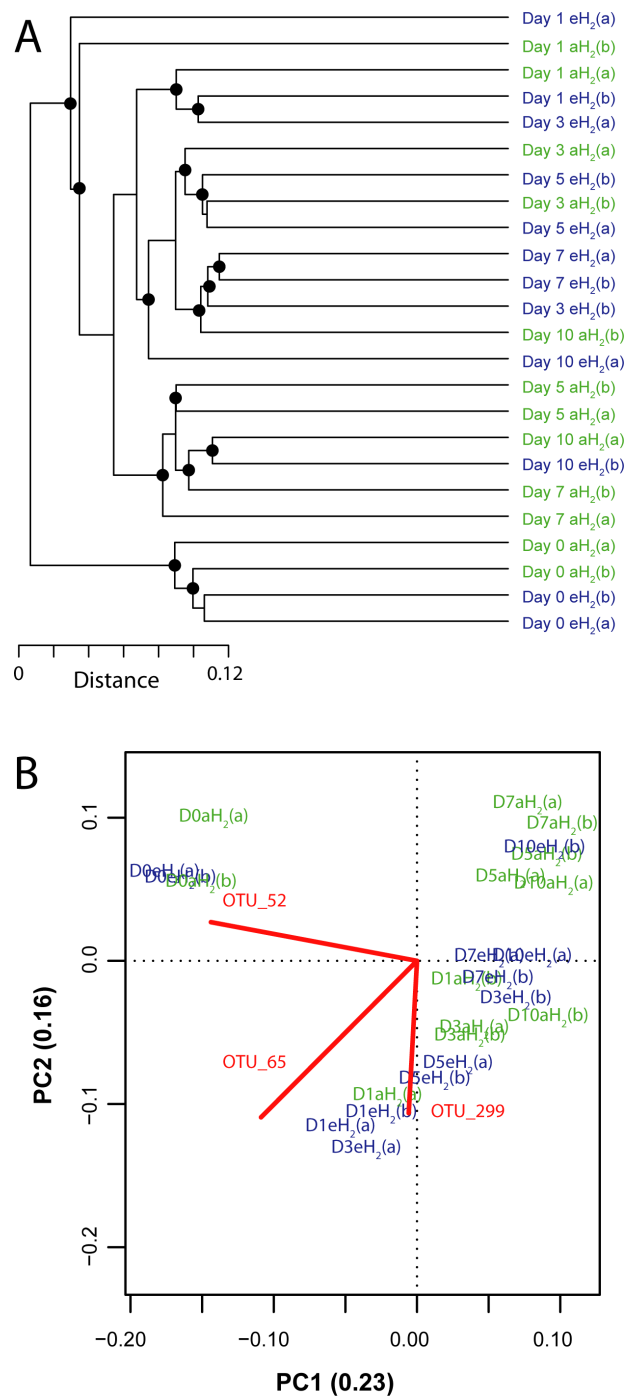 A
Day 1 eH2(a)
Day 1 aH2(b)
Day 1 aH2(a)
Day 1 eH2(b)
Day 3 eH2(a)
Day 3 aH2(a)
Day 5 eH2(b)
Day 3 aH2(b)
Day 5 eH2(a)
Day 7 eH2(a)
Day 7 eH2(b)
Day 3 eH2(b)
Day 10 aH2(b)
Day 10 eH2(a)
Day 5 aH2(b)
Day 5 aH2(a)
Day 10 aH2(a)
Day 10 eH2(b)
Day 7 aH2(b)
Day 7 aH2(a)
Day 0 aH2(a)
Day 0 aH2(b)
Day 0 eH2(b)
Day 0 eH2(a)
0
0.12
Distance
B
D7aH2(a)
D0aH2(a)
D7aH2(b)
D10eH2(b)
D5aH2(b)
D0eH2(a)
D0eH2(b)
D0aH2(b)
D5aH2(a)
D10aH2(a)
OTU_52
D7eH2(a)
D10eH2(a)
D1aH2(b)
D7eH2(b)
D3eH2(b)
D10aH2(b)
D3aH2(a)
D3aH2(b)
OTU_65
D5eH2(a)
D5eH2(b)
D1aH2(a)
D1eH2(b)
OTU_299
D1eH2(a)
D3eH2(a)
0.1
0.0
−0.1
−0.2
PC2 (0.16)
−0.20
−0.10
0.00
0.10
PC1 (0.23)